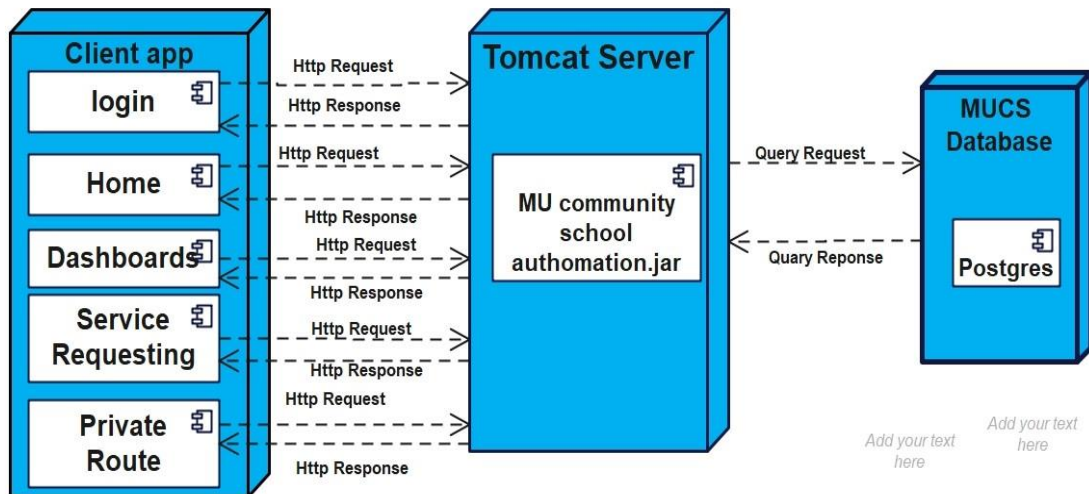 Client app
login
Home
Dashboards
Service
Requesting
Private
Route
Http Request
Http Response
Http Request
Http Response
Http Request
Http Response
Http Request
Http Response
Http Request
Http Response
Tomcat Server
MU community
school
authomation.jar
Query Request
Quary Reponse
MUCS
Database
Postgres
Add your text
here
Add your text
here